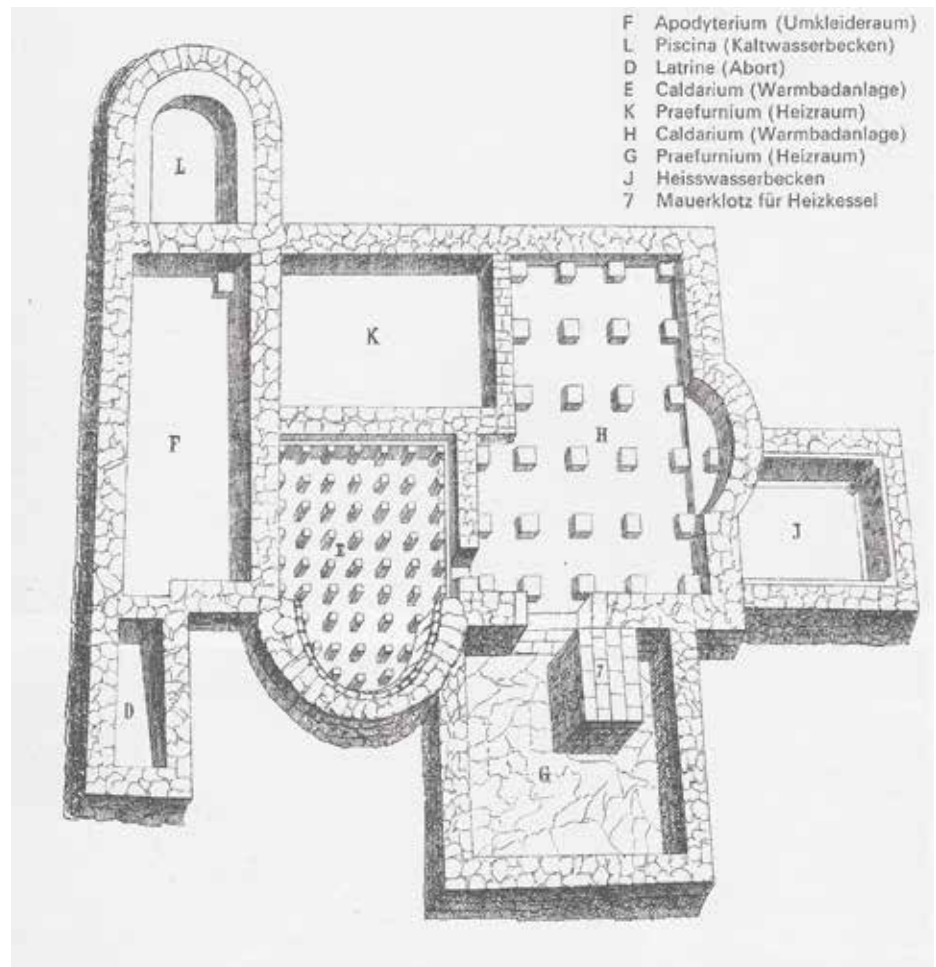 F Apodyterium (Umkleideraum)
L Piscina (Kaltwasserbecken)
D Latrine (Abort)
E Caldarium (Warmbadanlage)
K Praefurnium (Heizraum)
H Caldarium (Warmbadanlage)
G Praefurnium (Heizraum)
J Heisswasserbecken
7 Mauerklotz für Heizkessel
L
K
F
H
E
J
7
D
G